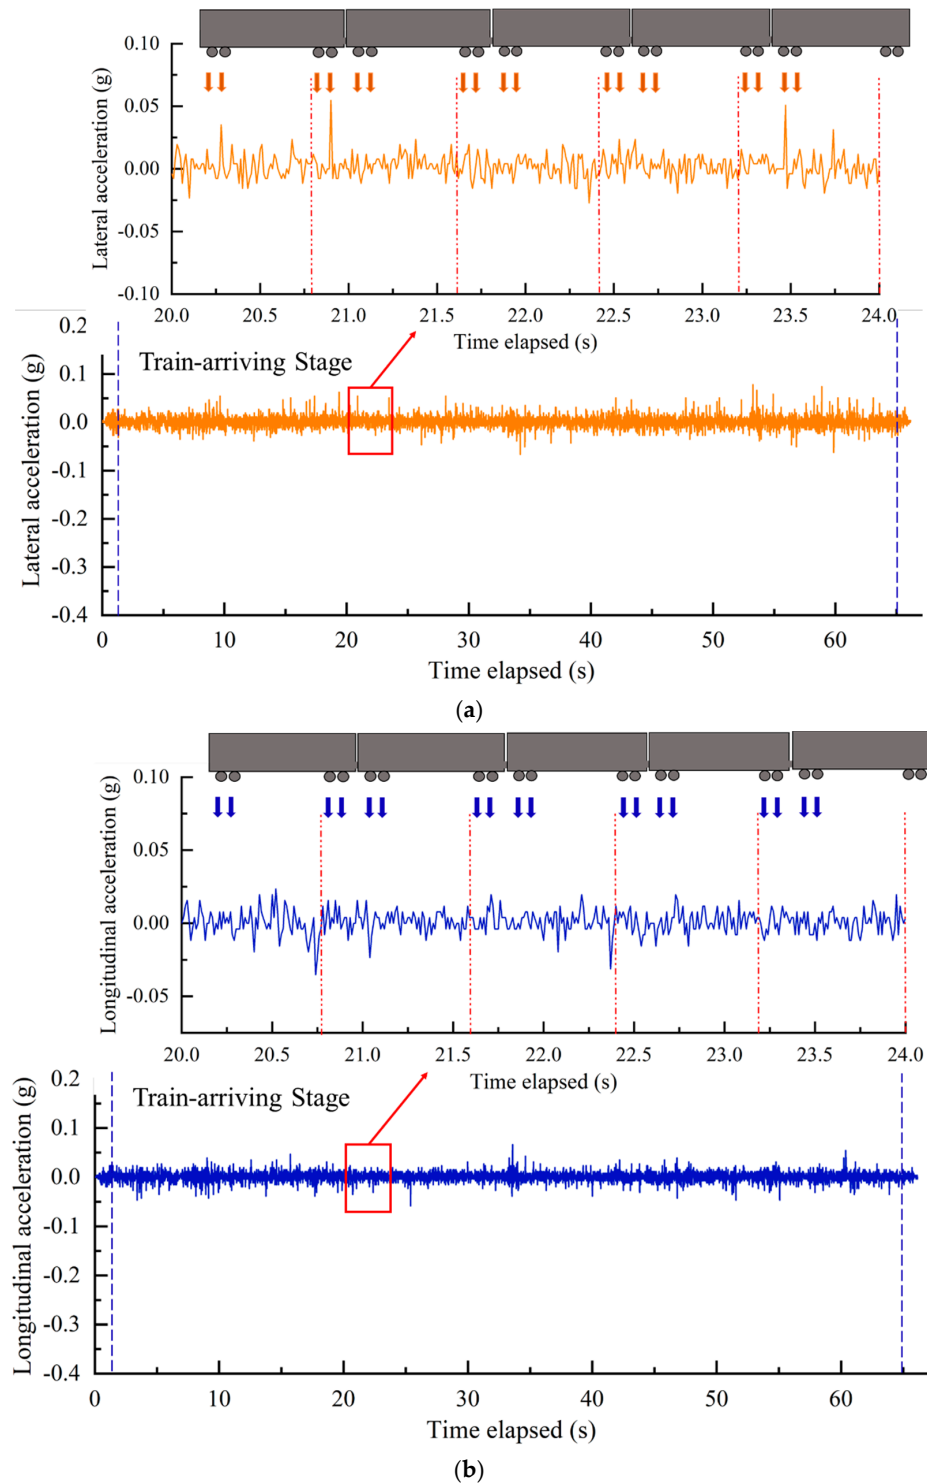 Lateral acceleration (g)
0.10
0.05
0.00
-0.05
-0.10
20.0 20.5 21.0 21.5 22.0 22.5 23.0 23.5 24.0
Time elapsed (s)
Lateral acceleration (g)
0.2
0.1
0.0
-0.1
-0.2
-0.3
-0.4
Train-arriving Stage
0 10 20 30 40 50 60
Time elapsed (s)
(a)
Longitudinal acceleration (g)
0.10
0.05
0.00
-0.05
20.0 20.5 21.0 21.5 22.0 22.5 23.0 23.5 24.0
Time elapsed (s)
Longitudinal acceleration (g)
0.2
0.1
0.0
-0.1
-0.2
-0.3
-0.4
Train-arriving Stage
0 10 20 30 40 50 60
Time elapsed (s)
(b)